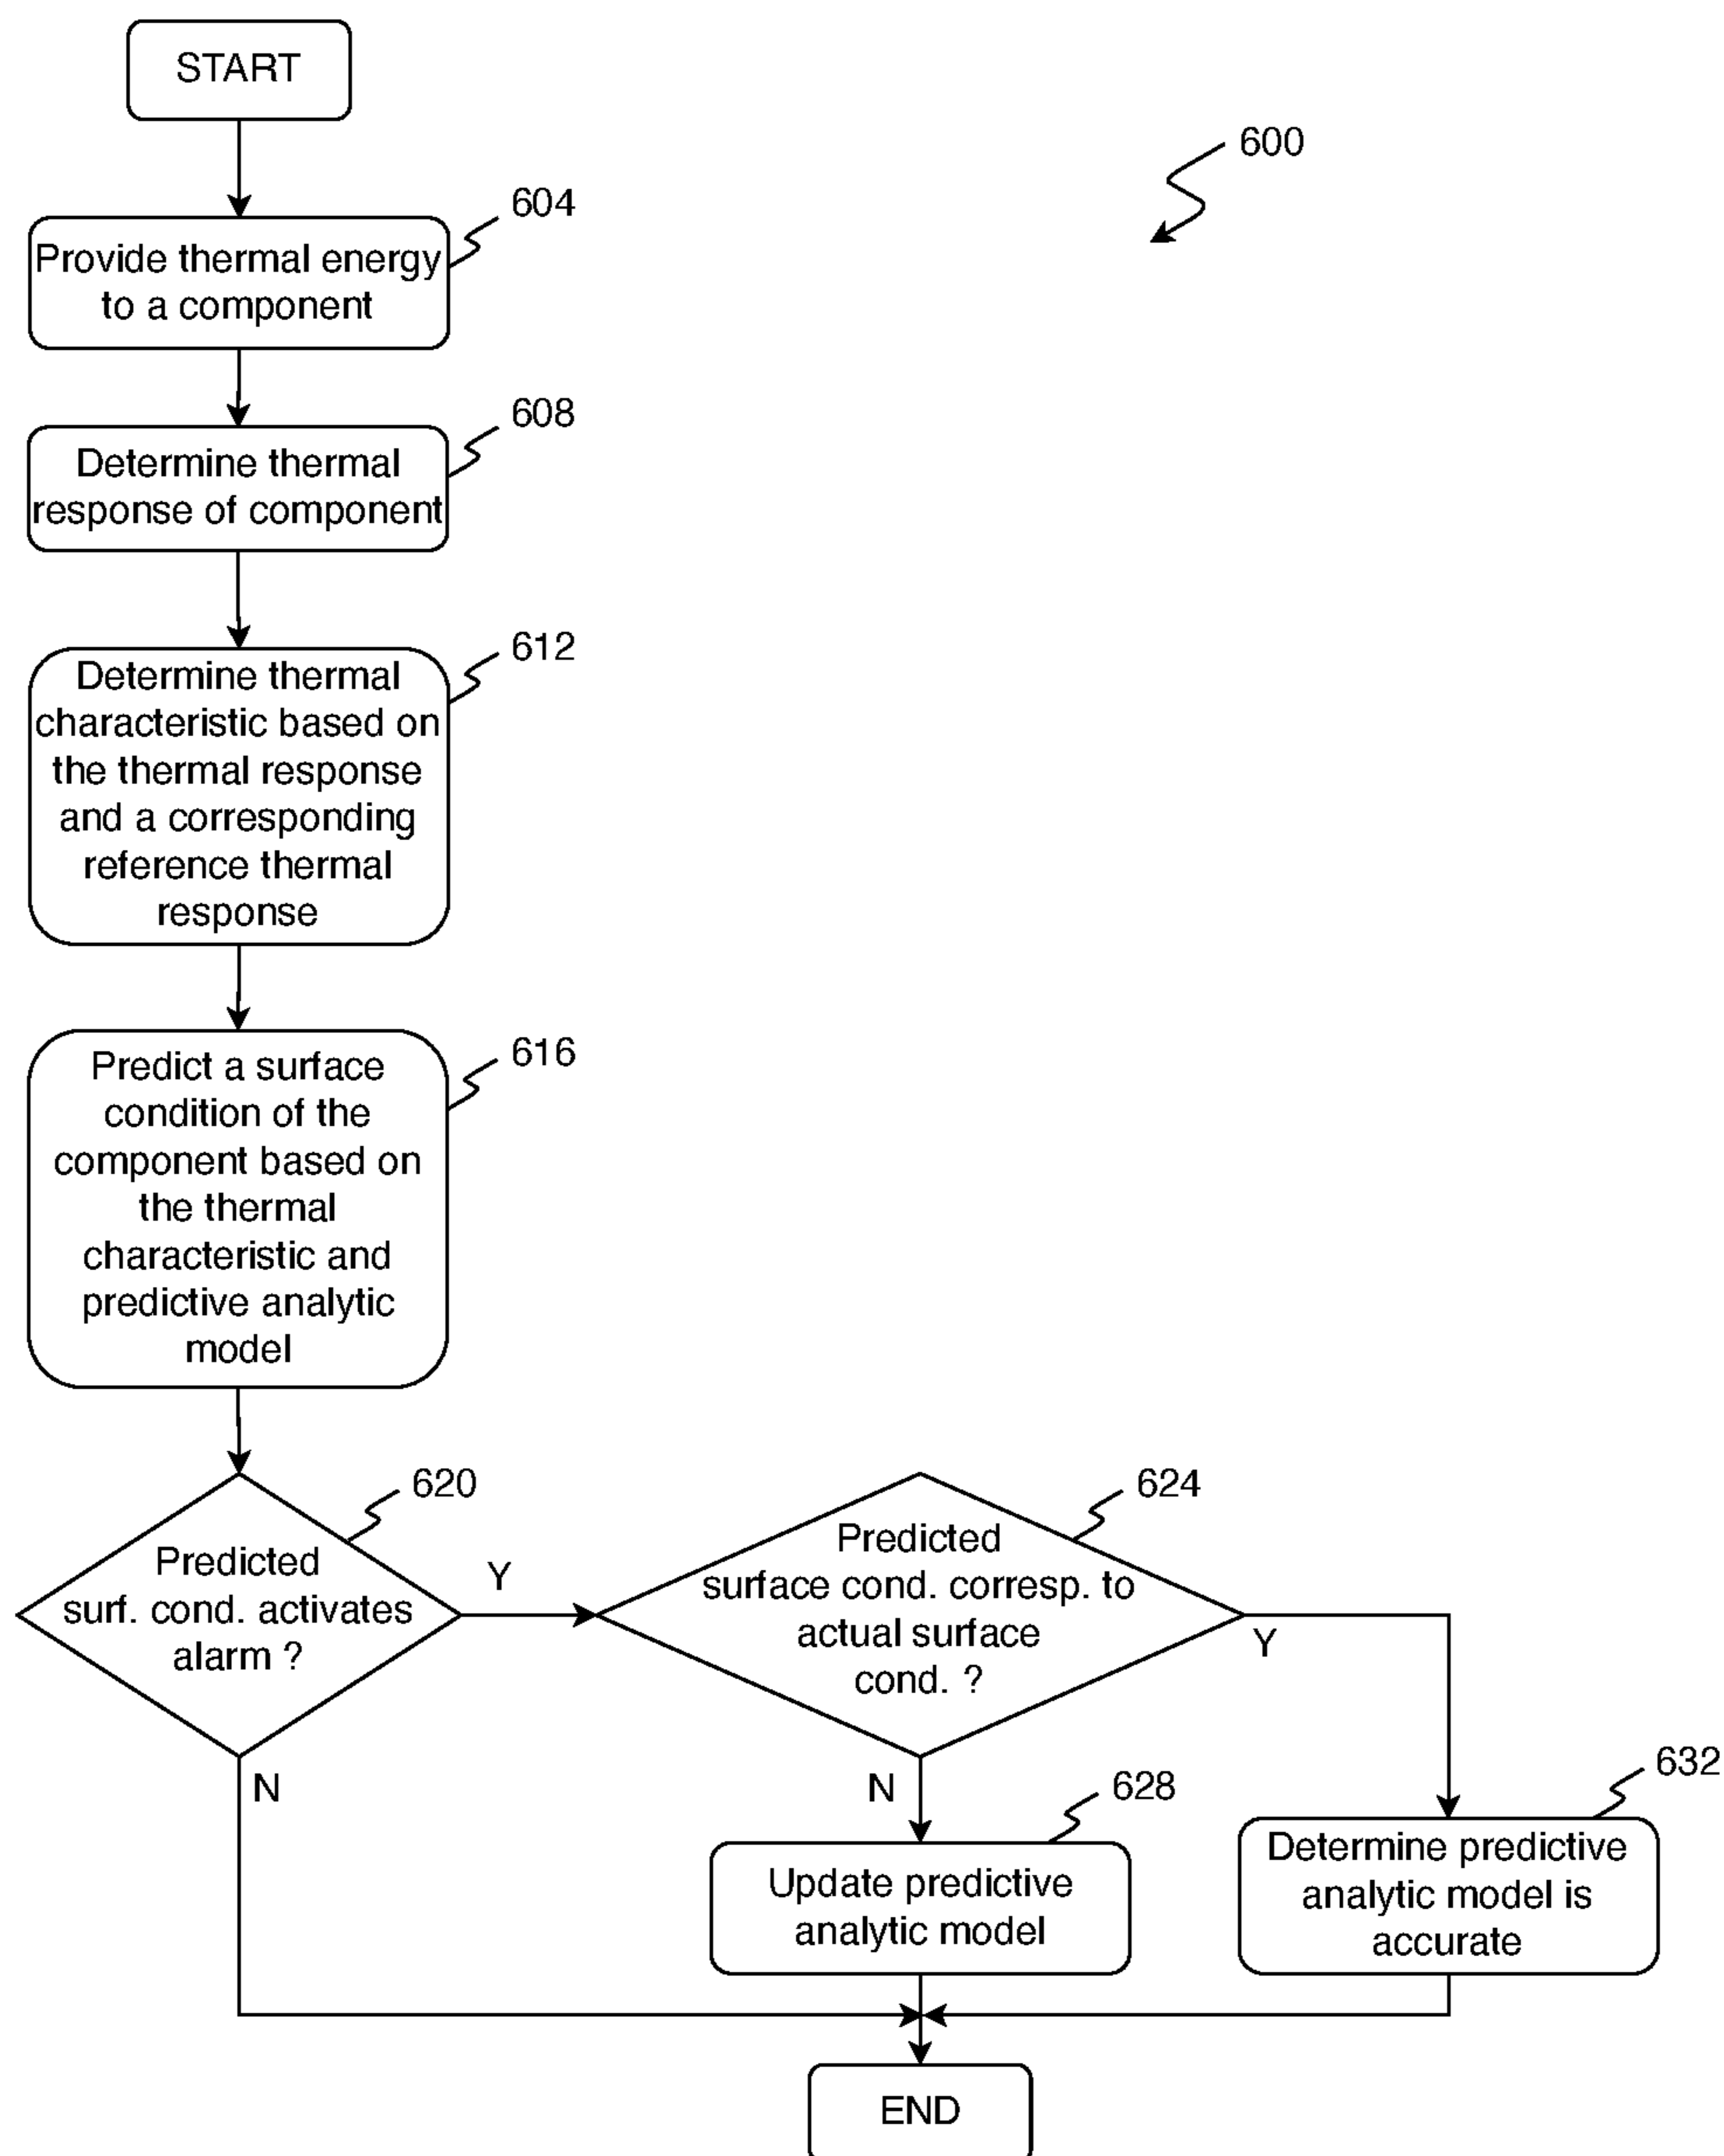 START
600
604
Provide thermal energy
to a component
608
Determine thermal
response of component
612
Determine thermal
characteristic based on
the thermal response
and a corresponding
reference thermal
response
616
Predict a surface
condition of the
component based on
the thermal
characteristic and
predictive analytic
model
620
Predicted
surf. cond. activates
alarm ?
Y
N
624
Predicted
surface cond. corresp. to
actual surface
cond. ?
Y
N
628
Update predictive
analytic model
632
Determine predictive
analytic model is
accurate
END